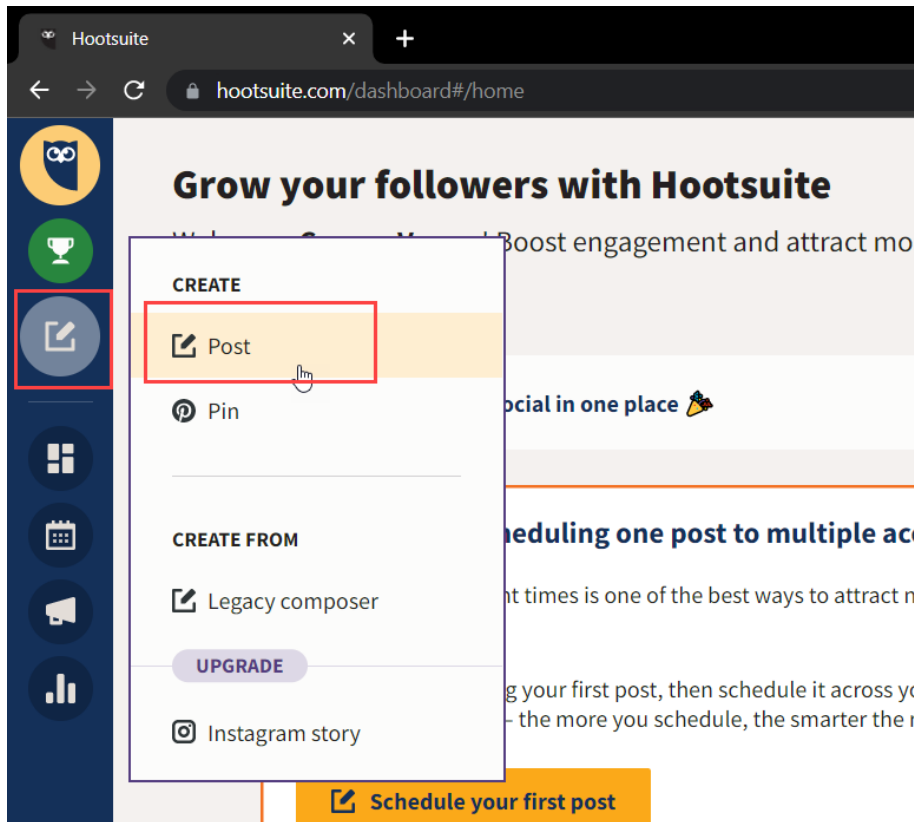 Hootsuite
hootsuite.com/dashboard#/home
Grow your followers with Hootsuite
Boost engagement and attract mo
CREATE
Post
Pin
ocial in one place
CREATE FROM
heduling one post to multiple acc
Legacy composer
nt times is one of the best ways to attract n
UPGRADE
g your first post, then schedule it across yo
– the more you schedule, the smarter the r
Instagram story
Schedule your first post